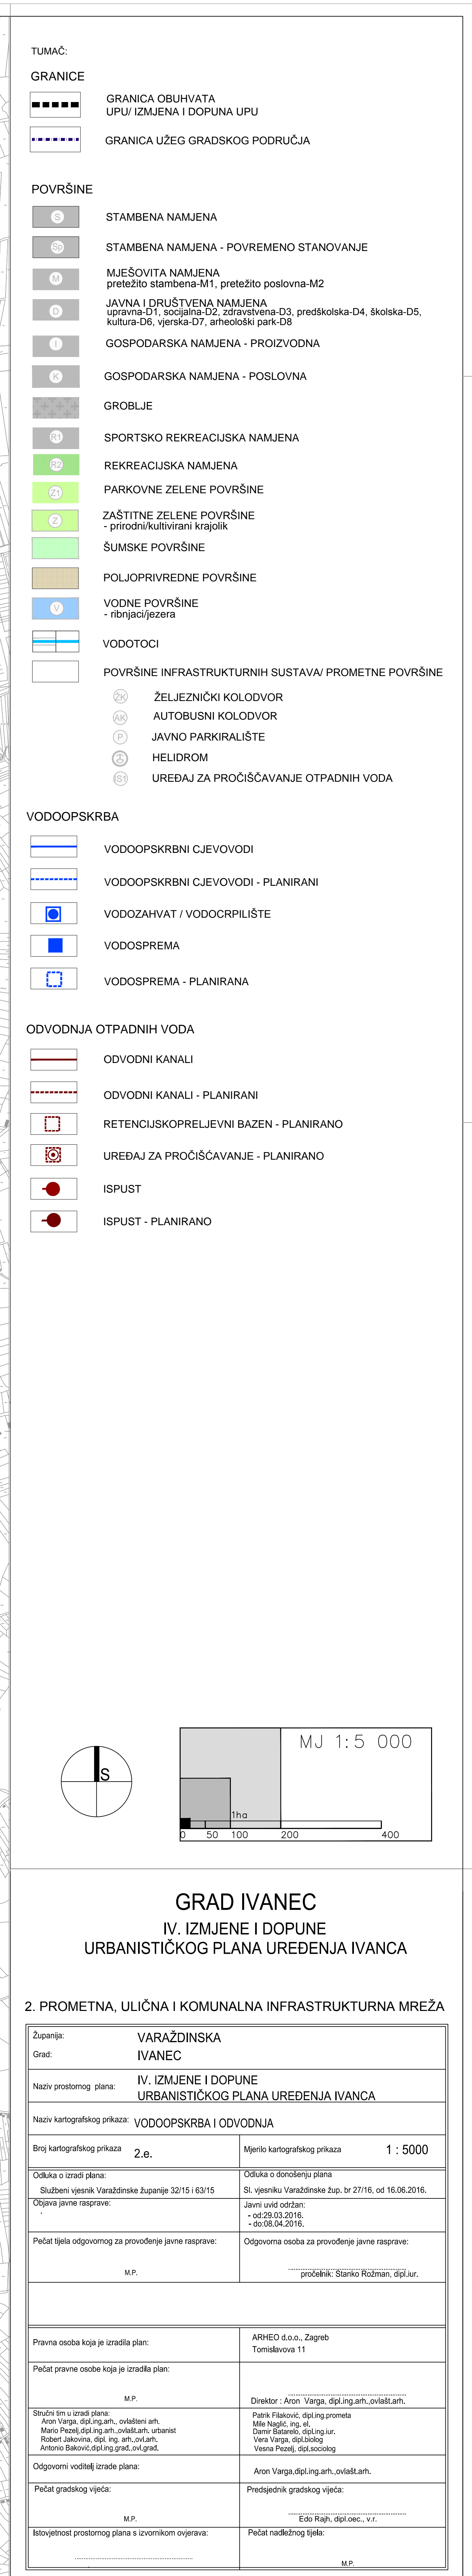 TUMAČ:
GRANICE
GRANICA OBUHVATA
UPU/ IZMJENA I DOPUNA UPU
GRANICA UŽEG GRADSKOG PODRUČJA
POVRŠINE
S STAMBENA NAMJENA
Sp STAMBENA NAMJENA - POVREMENO STANOVANJE
M MJEŠOVITA NAMJENA
pretežito stambena-M1, pretežito poslovna-M2
D JAVNA I DRUŠTVENA NAMJENA
upravna-D1, socijalna-D2, zdravstvena-D3, predškolska-D4, školska-D5,
kultura-D6, vjerska-D7, arheološki park-D8
I GOSPODARSKA NAMJENA - PROIZVODNA
K GOSPODARSKA NAMJENA - POSLOVNA
GROBLJE
R1 SPORTSKO REKREACIJSKA NAMJENA
R2 REKREACIJSKA NAMJENA
Z1 PARKOVNE ZELENE POVRŠINE
Z ZAŠTITNE ZELENE POVRŠINE
- prirodni/kultivirani krajolik
ŠUMSKE POVRŠINE
POLJOPRIVREDNE POVRŠINE
V VODNE POVRŠINE
- ribnjaci/jezera
VODOTOCI
POVRŠINE INFRASTRUKTURNIH SUSTAVA/ PROMETNE POVRŠINE
ŽK ŽELJEZNIČKI KOLODVOR
AK AUTOBUSNI KOLODVOR
P JAVNO PARKIRALIŠTE
HELIDROM
IS1 UREĐAJ ZA PROČIŠČAVANJE OTPADNIH VODA
VODOOPSKRBA
VODOOPSKRBNI CJEVOVODI
VODOOPSKRBNI CJEVOVODI - PLANIRANI
VODOZAHVAT / VODOCRPILIŠTE
VODOSPREMA
VODOSPREMA - PLANIRANA
ODVODNJA OTPADNIH VODA
ODVODNI KANALI
ODVODNI KANALI - PLANIRANI
RETENCIJSKOPRELJEVNI BAZEN - PLANIRANO
UREĐAJ ZA PROČIŠĆAVANJE - PLANIRANO
ISPUST
ISPUST - PLANIRANO
S
MJ 1:5 000
1ha
0 50 100 200 400
GRAD IVANEC
IV. IZMJENE I DOPUNE
URBANISTIČKOG PLANA UREĐENJA IVANCA
2. PROMETNA, ULIČNA I KOMUNALNA INFRASTRUKTURNA MREŽA
Županija: VARAŽDINSKA
Grad: IVANEC
Naziv prostornog plana: IV. IZMJENE I DOPUNE
URBANISTIČKOG PLANA UREĐENJA IVANCA
Naziv kartografskog prikaza: VODOOPSKRBA I ODVODNJA
Broj kartografskog prikaza 2.e. Mjerilo kartografskog prikaza 1 : 5000
Odluka o izradi plana: Odluka o donošenju plana
Službeni vjesnik Varaždinske županije 32/15 i 63/15 Sl. vjesniku Varaždinske žup. br 27/16, od 16.06.2016.
Objava javne rasprave: Javni uvid održan:
- od:29.03.2016.
- do:08.04.2016.
Pečat tijela odgovornog za provođenje javne rasprave: Odgovorna osoba za provođenje javne rasprave:
M.P. pročelnik: Stanko Rožman, dipl.iur.
Pravna osoba koja je izradila plan: ARHEO d.o.o., Zagreb
Tomislavova 11
Pečat pravne osobe koja je izradila plan:
M.P. Direktor : Aron Varga, dipl.ing.arh.,ovlašt.arh.
Stručni tim u izradi plana:
Aron Varga, dipl.ing.arh., ovlašteni arh.
Mario Pezelj,dipl.ing.arh.,ovlašt.arh. urbanist
Robert Jakovina, dipl. ing. arh.,ovl.arh.
Antonio Baković,dipl.ing.građ.,ovl.građ.
Patrik Filaković, dipl.ing.prometa
Mile Naglić, ing. el.
Damir Batarelo, dipl.ing.iur.
Vera Varga, dipl.biolog
Vesna Pezelj, dipl.sociolog
Odgovorni voditelj izrade plana: Aron Varga,dipl.ing.arh.,ovlašt.arh.
Pečat gradskog vijeća: Predsjednik gradskog vijeća:
M.P. Edo Rajh, dipl.oec., v.r.
Istovjetnost prostornog plana s izvornikom ovjerava: Pečat nadležnog tijela:
M.P.